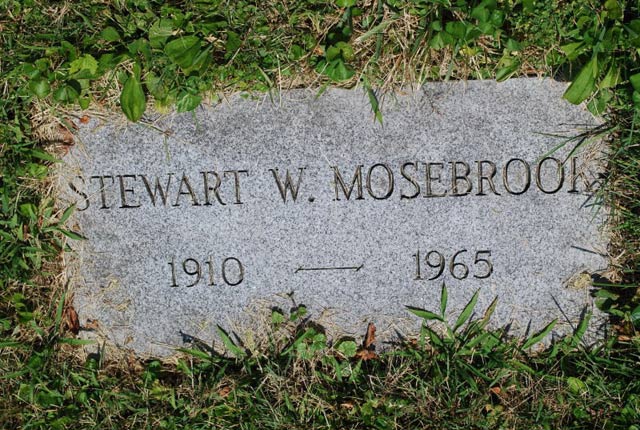 STEWART W. MOSEBROOK
1910 — 1965